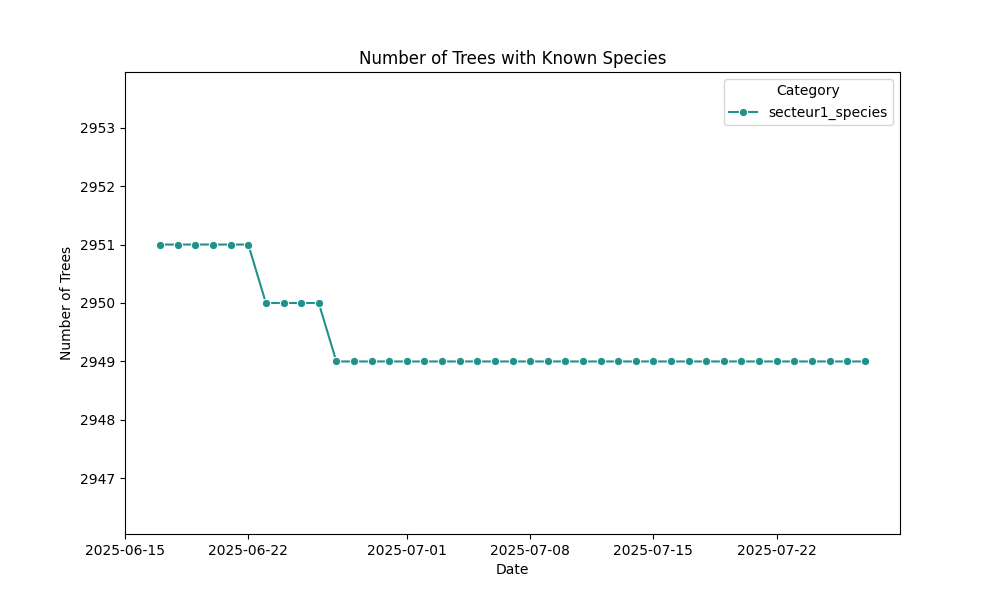 Number of Trees with Known Species
Category
secteur1_species
Number of Trees
2953
2952
2951
2950
2949
2948
2947
2025-06-15
2025-06-22
2025-07-01
2025-07-08
2025-07-15
2025-07-22
Date